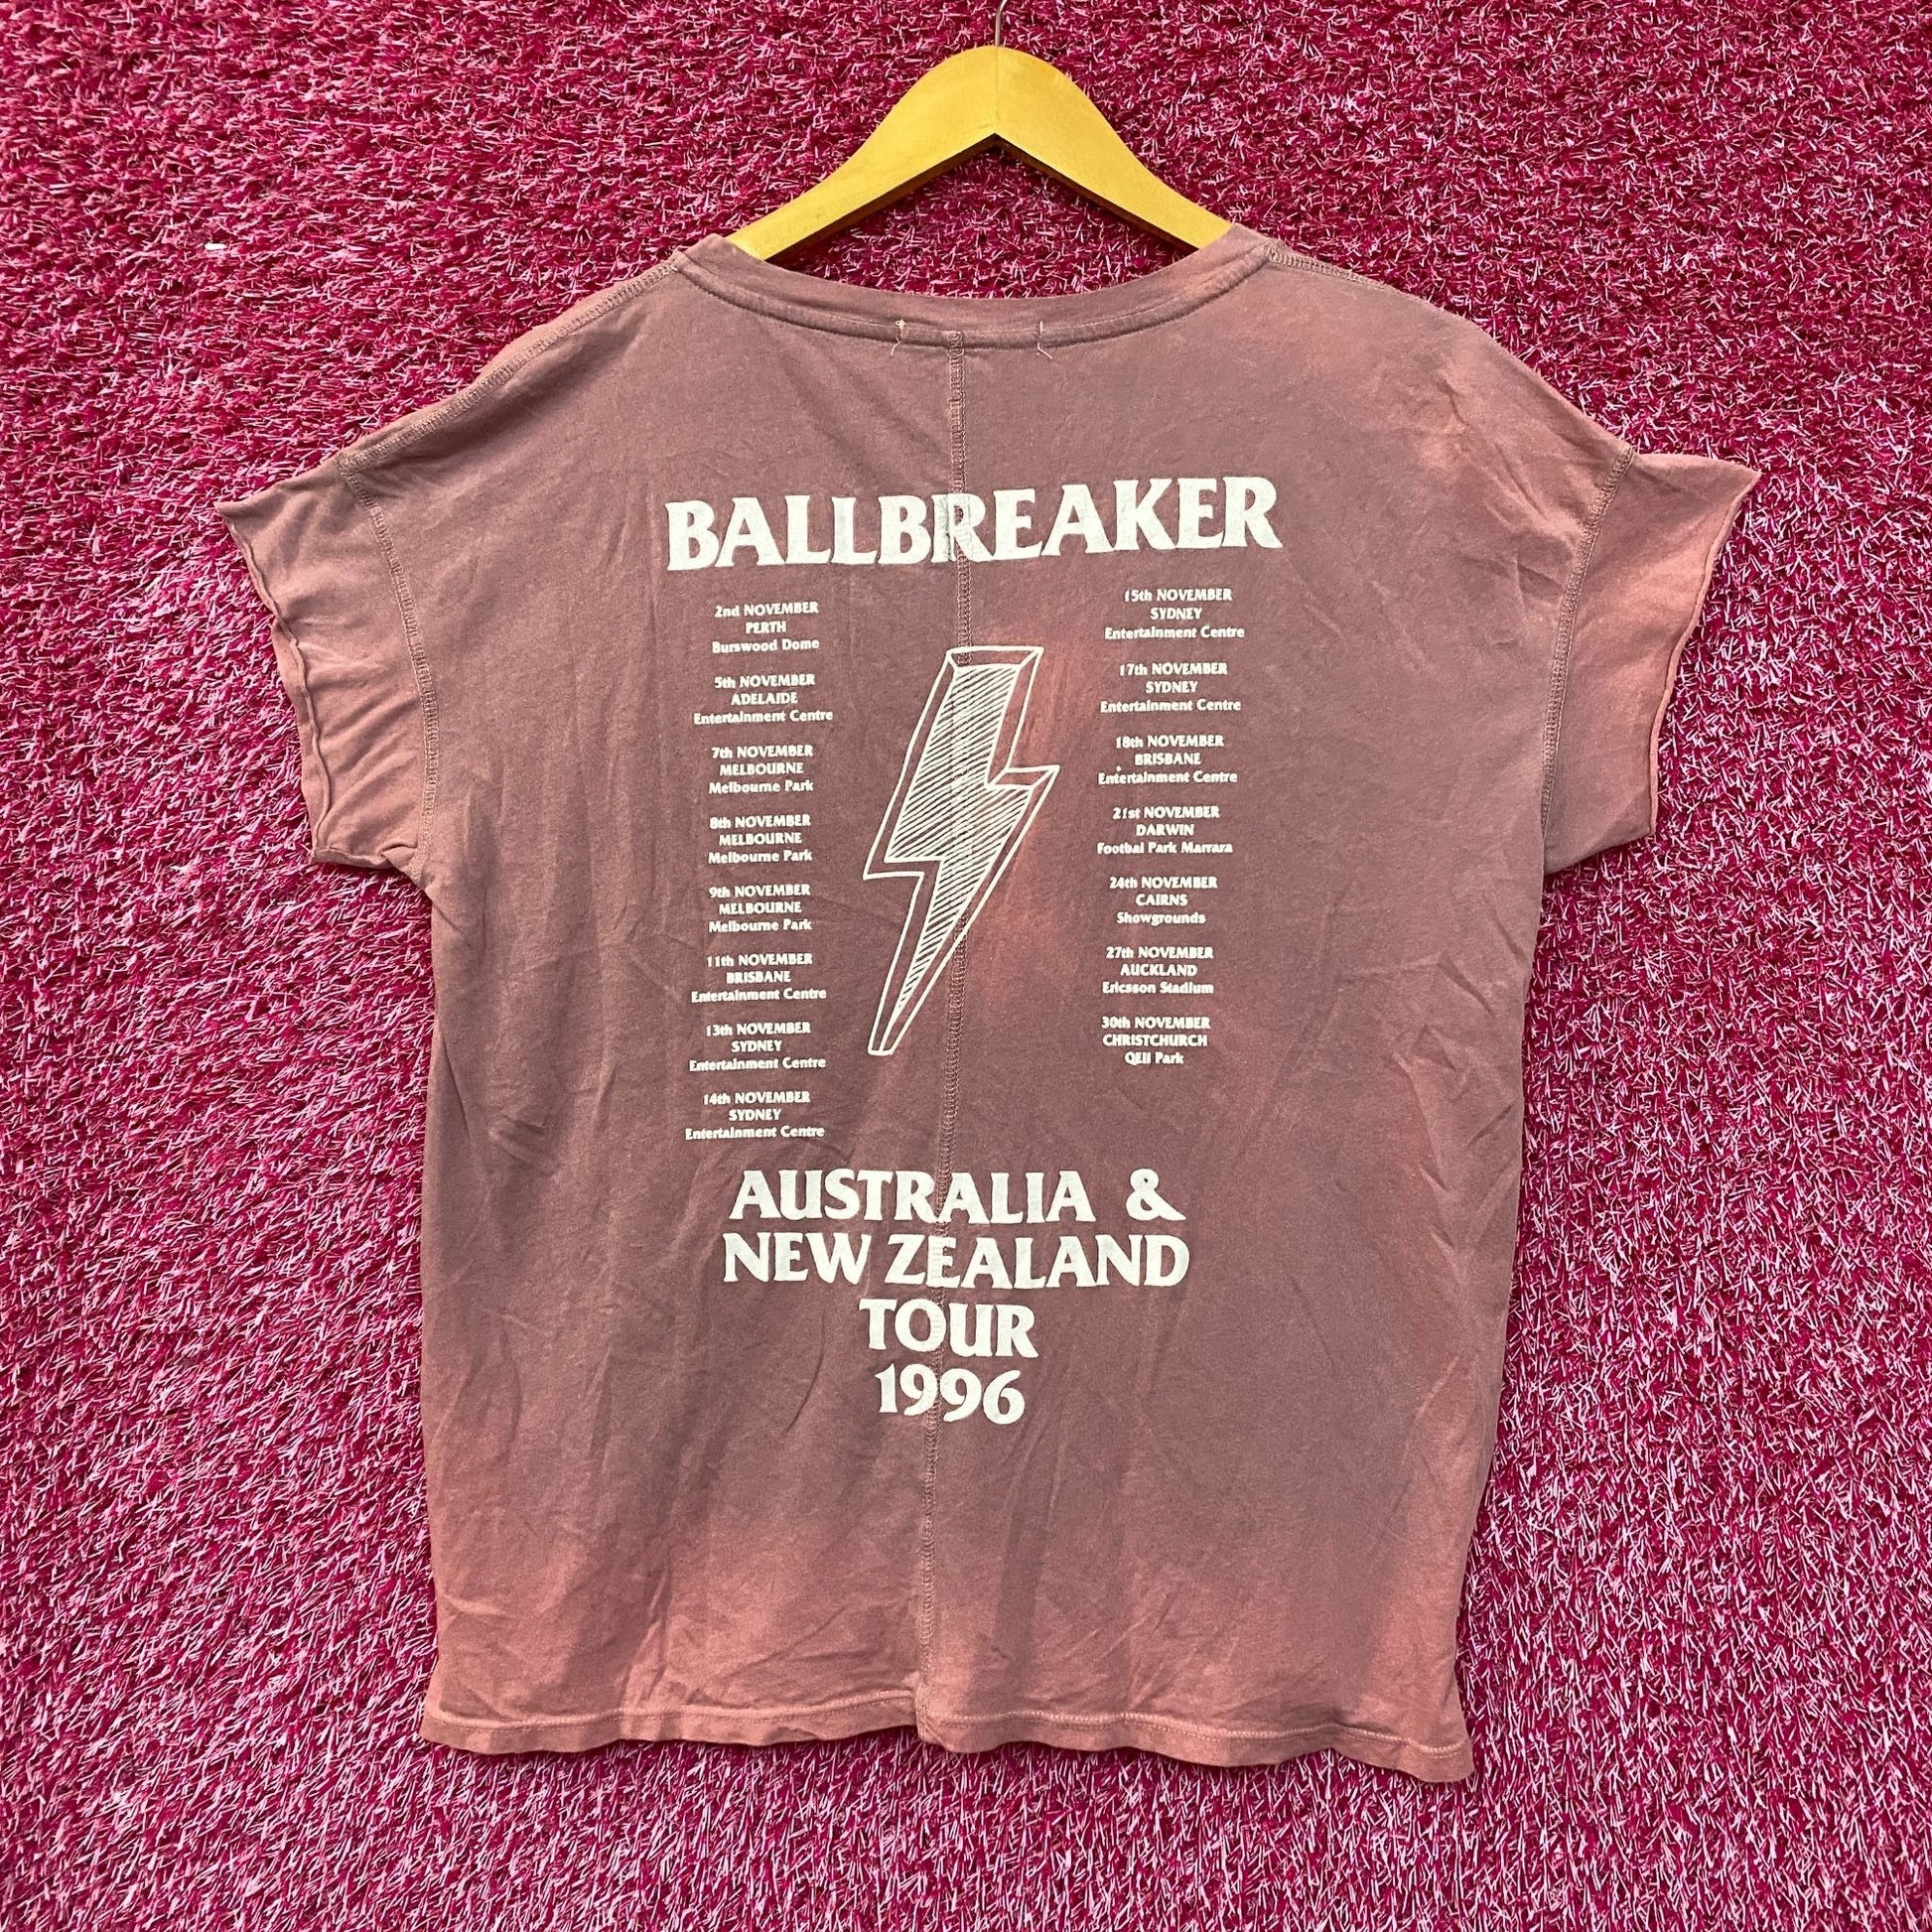 BALLBREAKER
2nd NOVEMBER
PERTH
Burswood Dome
5th NOVEMBER
ADELAIDE
Entertainment Centre
7th NOVEMBER
MELBOURNE
Melbourne Park
8th NOVEMBER
MELBOURNE
Melbourne Park
9th NOVEMBER
MELBOURNE
Melbourne Park
11th NOVEMBER
BRISBANE
Entertainment Centre
13th NOVEMBER
SYDNEY
Entertainment Centre
14th NOVEMBER
SYDNEY
Entertainment Centre
15th NOVEMBER
SYDNEY
Entertainment Centre
17th NOVEMBER
SYDNEY
Entertainment Centre
18th NOVEMBER
BRISBANE
Entertainment Centre
21st NOVEMBER
DARWIN
Footbal Park Marrara
24th NOVEMBER
CAIRNS
Showgrounds
27th NOVEMBER
AUCKLAND
Ericsson Stadium
30th NOVEMBER
CHRISTCHURCH
QEII Park
AUSTRALIA &
NEW ZEALAND
TOUR
1996